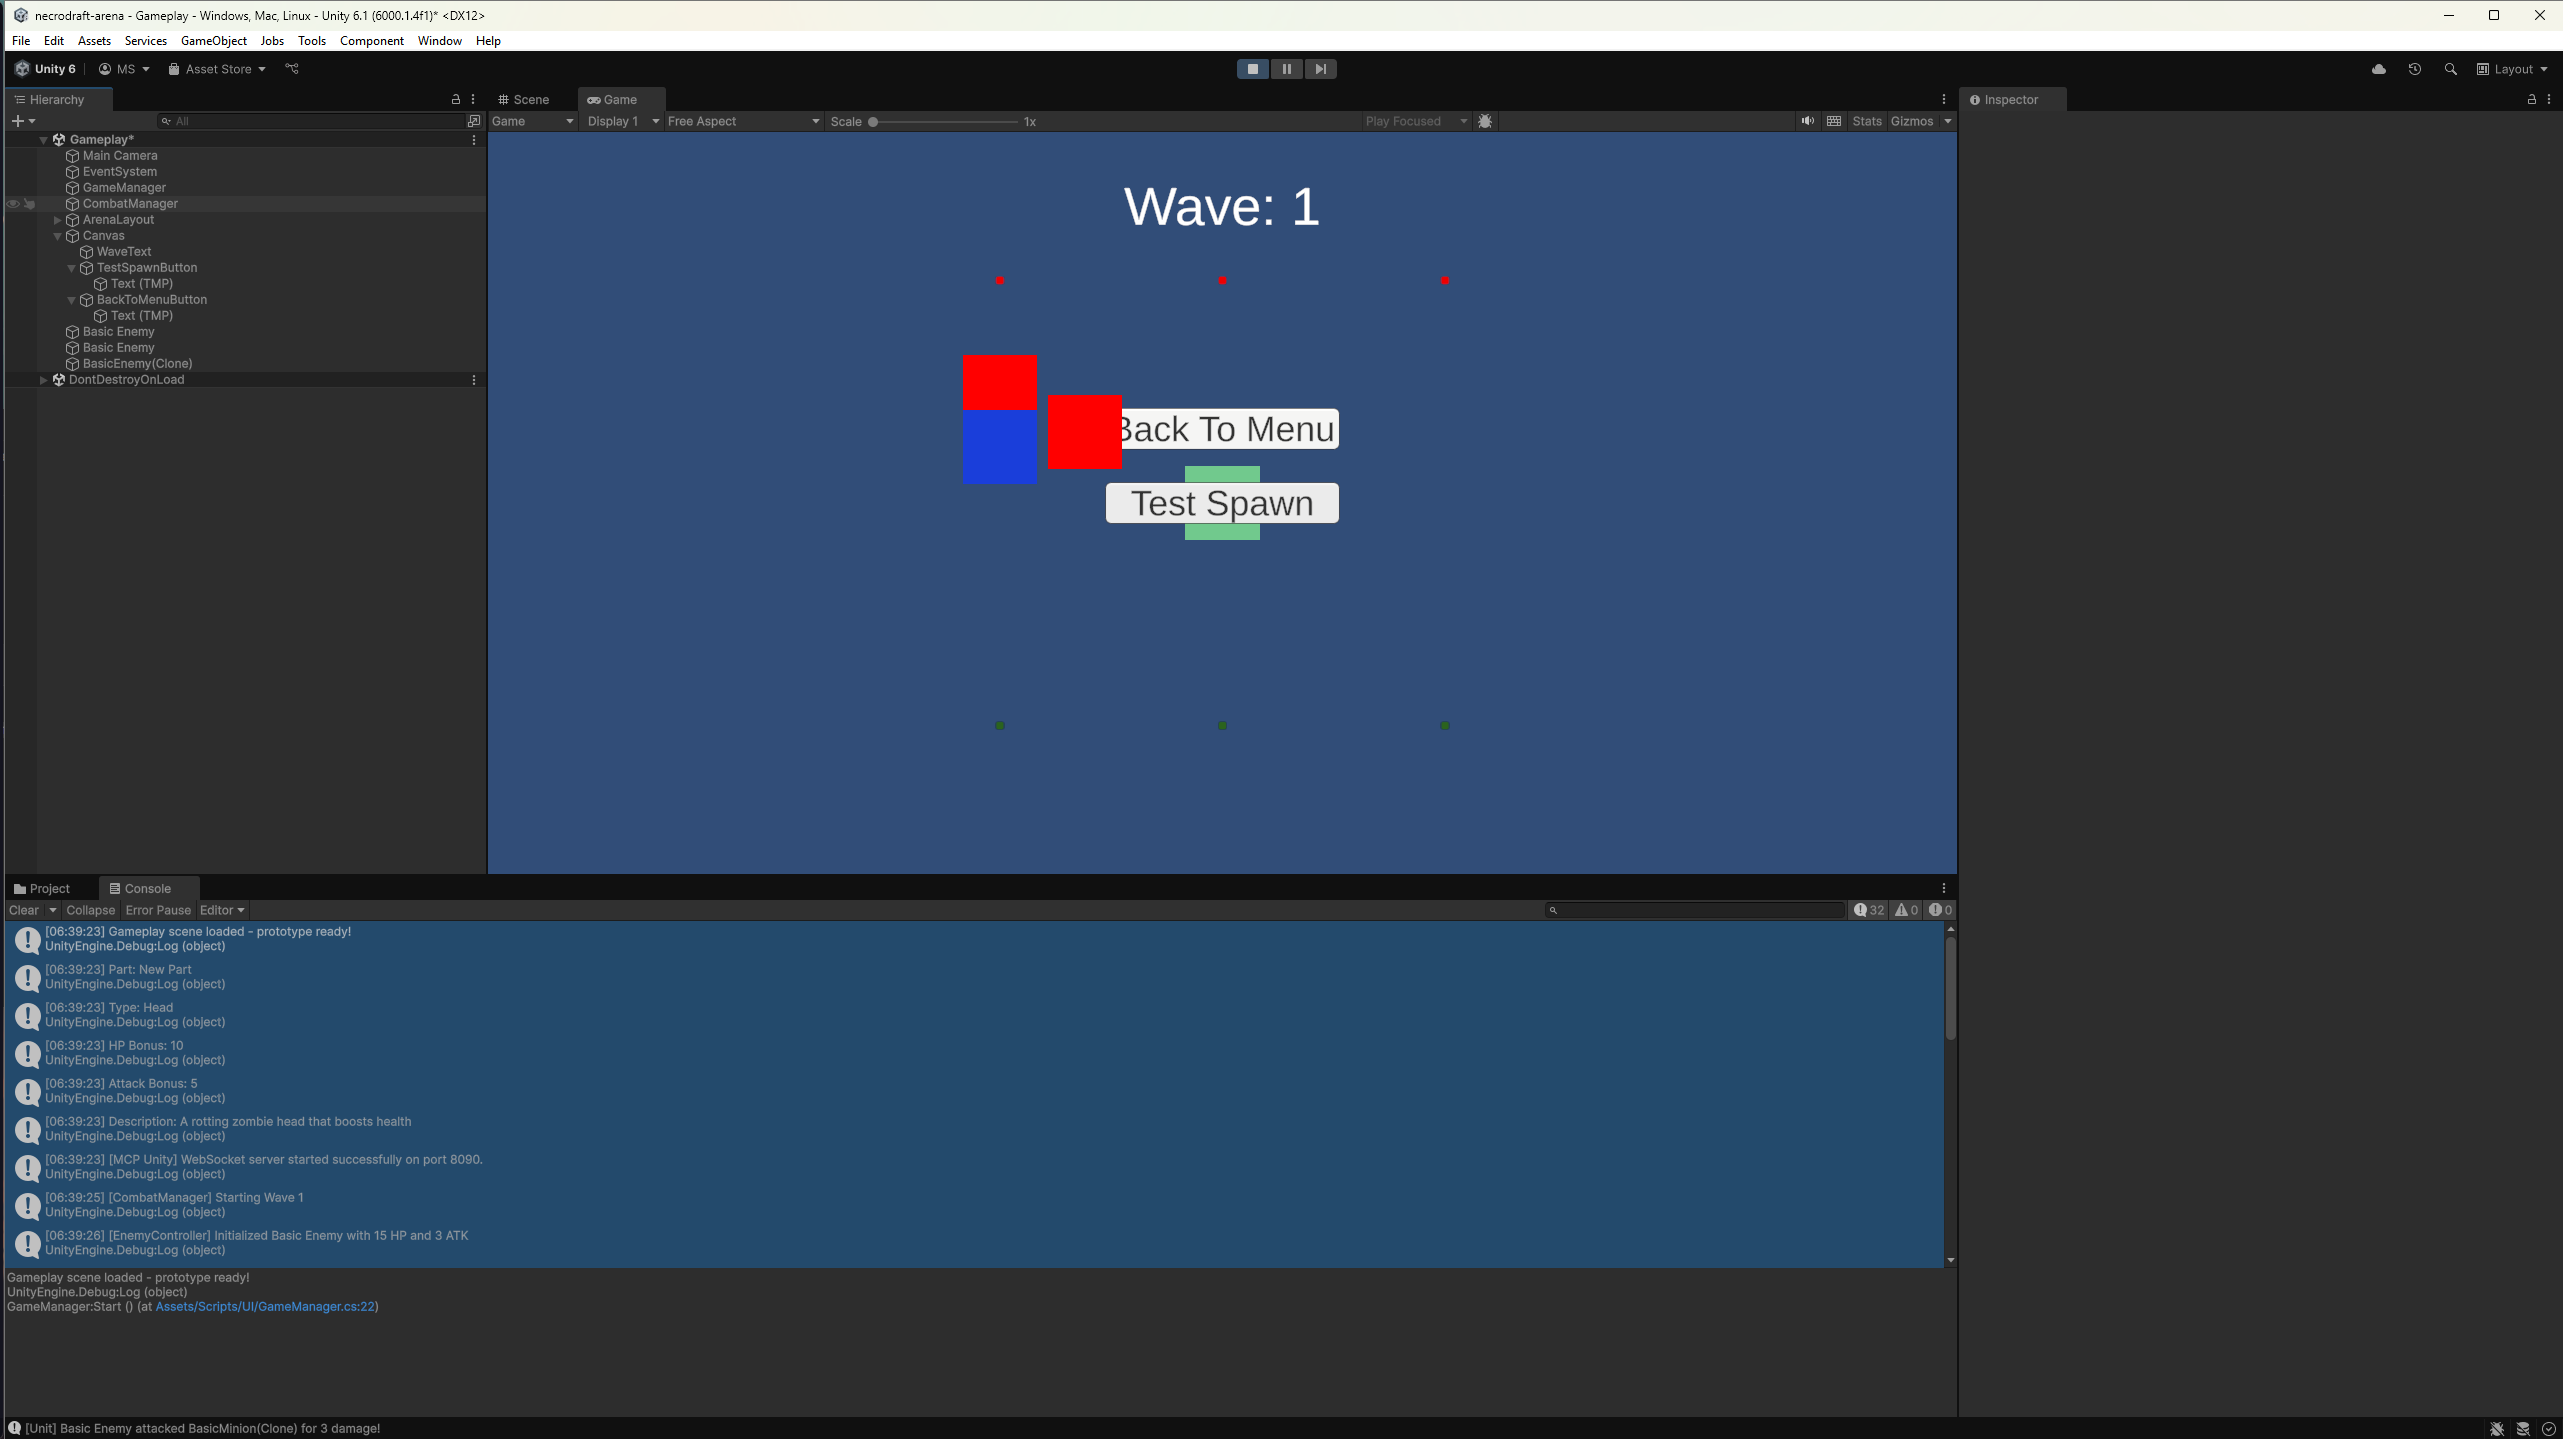 necrodraft-arena - Gameplay - Windows, Mac, Linux - Unity 6.1 (6000.1.4f1)* <DX12>
File Edit Assets Services GameObject Jobs Tools Component Window Help
Unity 6 MS Asset Store Layout
Hierarchy
All
Gameplay*
Main Camera
EventSystem
GameManager
CombatManager
ArenaLayout
Canvas
WaveText
TestSpawnButton
Text (TMP)
BackToMenuButton
Text (TMP)
Basic Enemy
Basic Enemy
BasicEnemy(Clone)
DontDestroyOnLoad
Scene Game
Game Display 1 Free Aspect Scale 1x Play Focused Stats Gizmos
Wave: 1
Back To Menu
Test Spawn
Inspector
Project Console
Clear Collapse Error Pause Editor 32 0 0
[06:39:23] Gameplay scene loaded - prototype ready!
UnityEngine.Debug:Log (object)
[06:39:23] Part: New Part
UnityEngine.Debug:Log (object)
[06:39:23] Type: Head
UnityEngine.Debug:Log (object)
[06:39:23] HP Bonus: 10
UnityEngine.Debug:Log (object)
[06:39:23] Attack Bonus: 5
UnityEngine.Debug:Log (object)
[06:39:23] Description: A rotting zombie head that boosts health
UnityEngine.Debug:Log (object)
[06:39:23] [MCP Unity] WebSocket server started successfully on port 8090.
UnityEngine.Debug:Log (object)
[06:39:25] [CombatManager] Starting Wave 1
UnityEngine.Debug:Log (object)
[06:39:26] [EnemyController] Initialized Basic Enemy with 15 HP and 3 ATK
UnityEngine.Debug:Log (object)
Gameplay scene loaded - prototype ready!
UnityEngine.Debug:Log (object)
GameManager:Start () (at Assets/Scripts/UI/GameManager.cs:22)
[Unit] Basic Enemy attacked BasicMinion(Clone) for 3 damage!